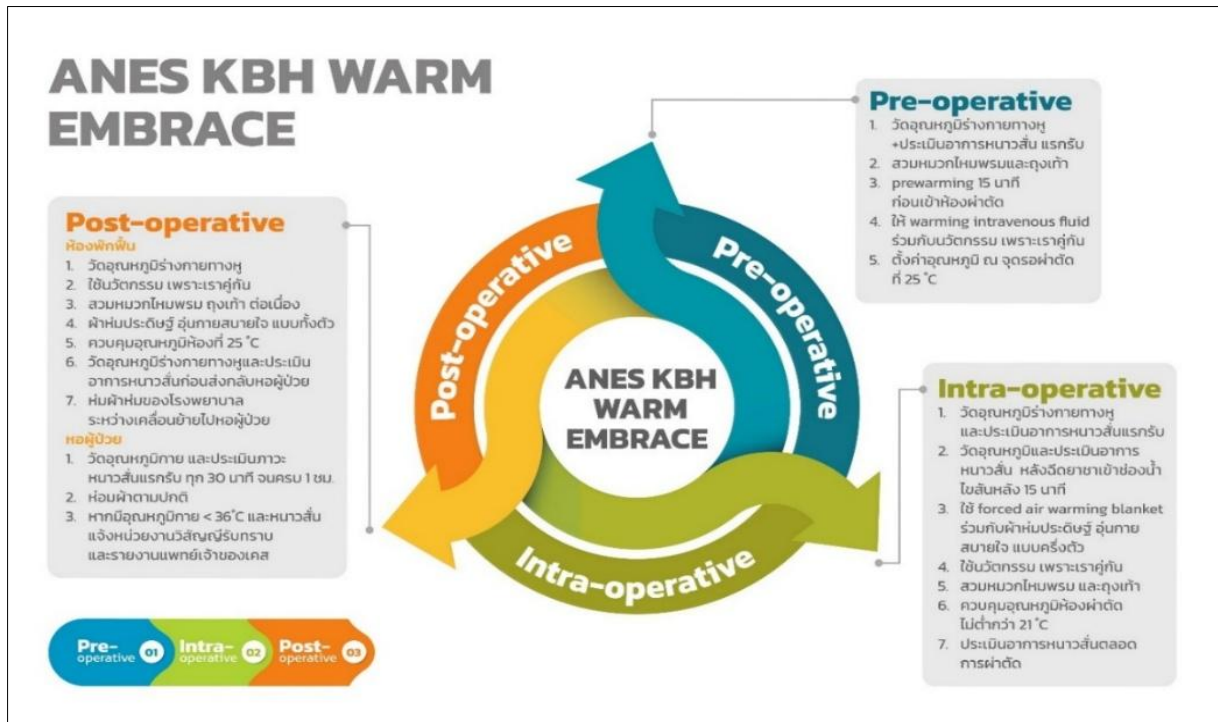 ANES KBH WARM
EMBRACE
Pre-operative
1. วัดอุณหภูมิร่างกายทางหู
+ประเมินอาการหนาวสั่น แรกรับ
2. สวมหมวกไหมพรมและถุงเท้า
3. prewarming 15 นาที
ก่อนเข้าห้องผ่าตัด
4. ให้ warming intravenous fluid
ร่วมกับนวัตกรรม เพราะเราคู่กัน
5. ตั้งค่าอุณหภูมิ ณ จุดรอผ่าตัด
ที่ 25 ˚C
Post-operative
ห้องพักฟื้น
1. วัดอุณหภูมิร่างกายทางหู
2. ใช้นวัตกรรม เพราะเราคู่กัน
3. สวมหมวกไหมพรม ถุงเท้า ต่อเนื่อง
4. ผ้าห่มประดิษฐ์ อุ่นกายสบายใจ แบบทั้งตัว
5. ควบคุมอุณหภูมิห้องที่ 25 ˚C
6. วัดอุณหภูมิร่างกายทางหูและประเมิน
อาการหนาวสั่นก่อนส่งกลับหอผู้ป่วย
7. ห่มผ้าห่มของโรงพยาบาล
ระหว่างเคลื่อนย้ายไปหอผู้ป่วย
หอผู้ป่วย
1. วัดอุณหภูมิกาย และประเมินภาวะ
หนาวสั่นแรกรับ ทุก 30 นาที จนครบ 1 ชม.
2. ห่อมผ้าตามปกติ
3. หากมีอุณหภูมิกาย < 36˚C และหนาวสั่น
แจ้งหน่วยงานวิสัญญีรับทราบ
และรายงานแพทย์เจ้าของเคส
Post-operative
Pre-operative
Intra-operative
ANES KBH
WARM
EMBRACE
Intra-operative
1. วัดอุณหภูมิร่างกายทางหู
และประเมินอาการหนาวสั่นแรกรับ
2. วัดอุณหภูมิและประเมินอาการ
หนาวสั่น หลังฉีดยาชาเข้าช่องน้ำ
ไขสันหลัง 15 นาที
3. ใช้ forced air warming blanket
ร่วมกับผ้าห่มประดิษฐ์ อุ่นกาย
สบายใจ แบบครึ่งตัว
4. ใช้นวัตกรรม เพราะเราคู่กัน
5. สวมหมวกไหมพรม และถุงเท้า
6. ควบคุมอุณหภูมิห้องผ่าตัด
ไม่ต่ำกว่า 21 ˚C
7. ประเมินอาการหนาวสั่นตลอด
การผ่าตัด
Pre-
operative 01
Intra-
operative 02
Post-
operative 03